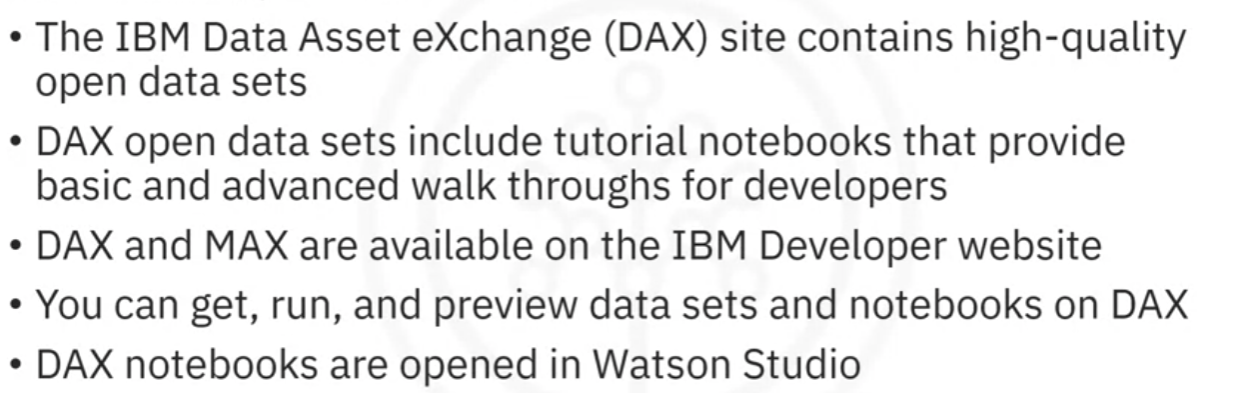 • The IBM Data Asset eXchange (DAX) site contains high-quality
open data sets
• DAX open data sets include tutorial notebooks that provide
basic and advanced walk throughs for developers
• DAX and MAX are available on the IBM Developer website
• You can get, run, and preview data sets and notebooks on DAX
• DAX notebooks are opened in Watson Studio